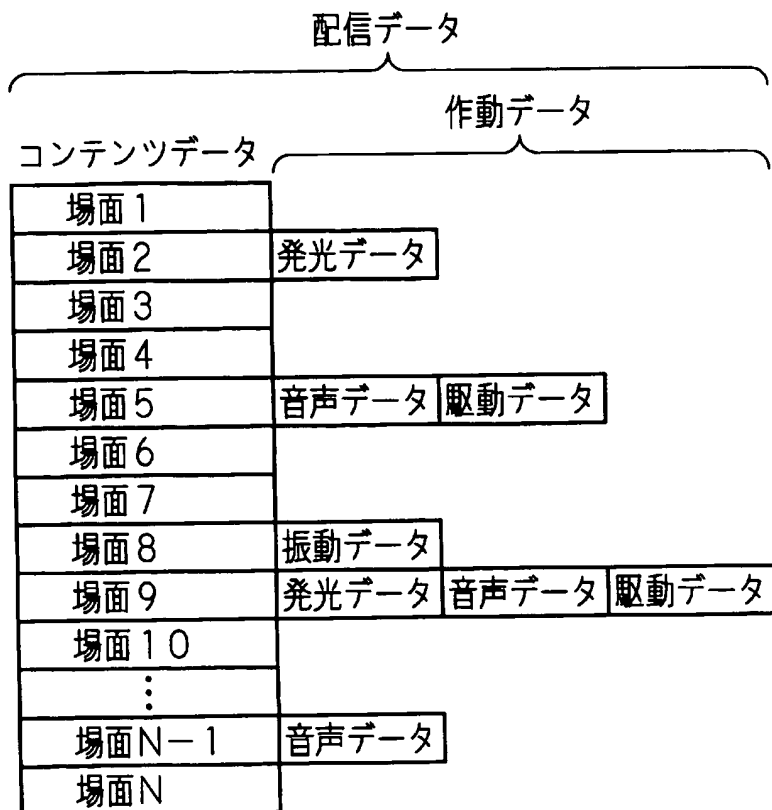 配信データ
作動データ
コンテンツデータ
場面1
場面2 発光データ
場面3
場面4
場面5 音声データ 駆動データ
場面6
場面7
場面8 振動データ
場面9 発光データ 音声データ 駆動データ
場面10
⋮
場面N-1 音声データ
場面N